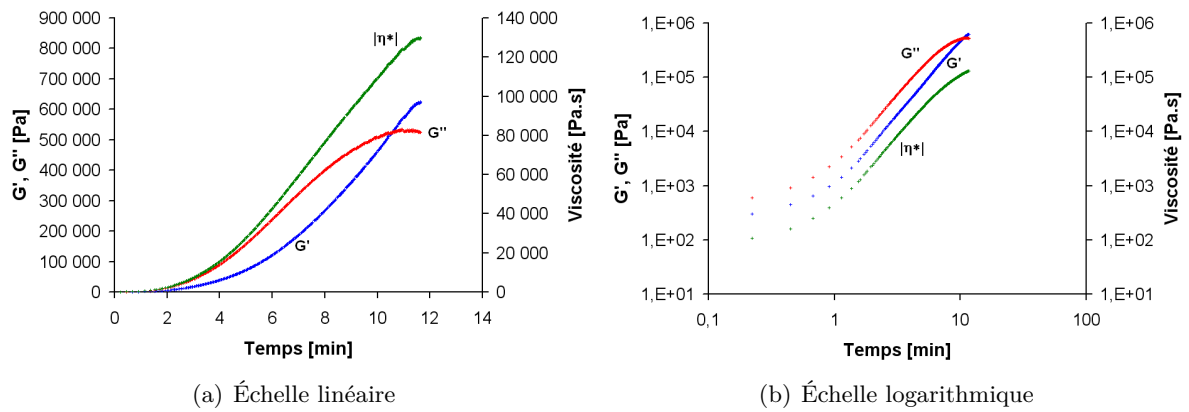 900 000
800 000
700 000
600 000
500 000
400 000
300 000
200 000
100 000
0
G', G'' [Pa]
140 000
120 000
100 000
80 000
60 000
40 000
20 000
0
Viscosité [Pa.s]
|η*|
G''
G'
0 2 4 6 8 10 12 14
Temps [min]
(a) Échelle linéaire
1,E+06
1,E+05
1,E+04
1,E+03
1,E+02
1,E+01
G', G'' [Pa]
1,E+06
1,E+05
1,E+04
1,E+03
1,E+02
1,E+01
Viscosité [Pa.s]
G''
G'
|η*|
0,1 1 10 100
Temps [min]
(b) Échelle logarithmique